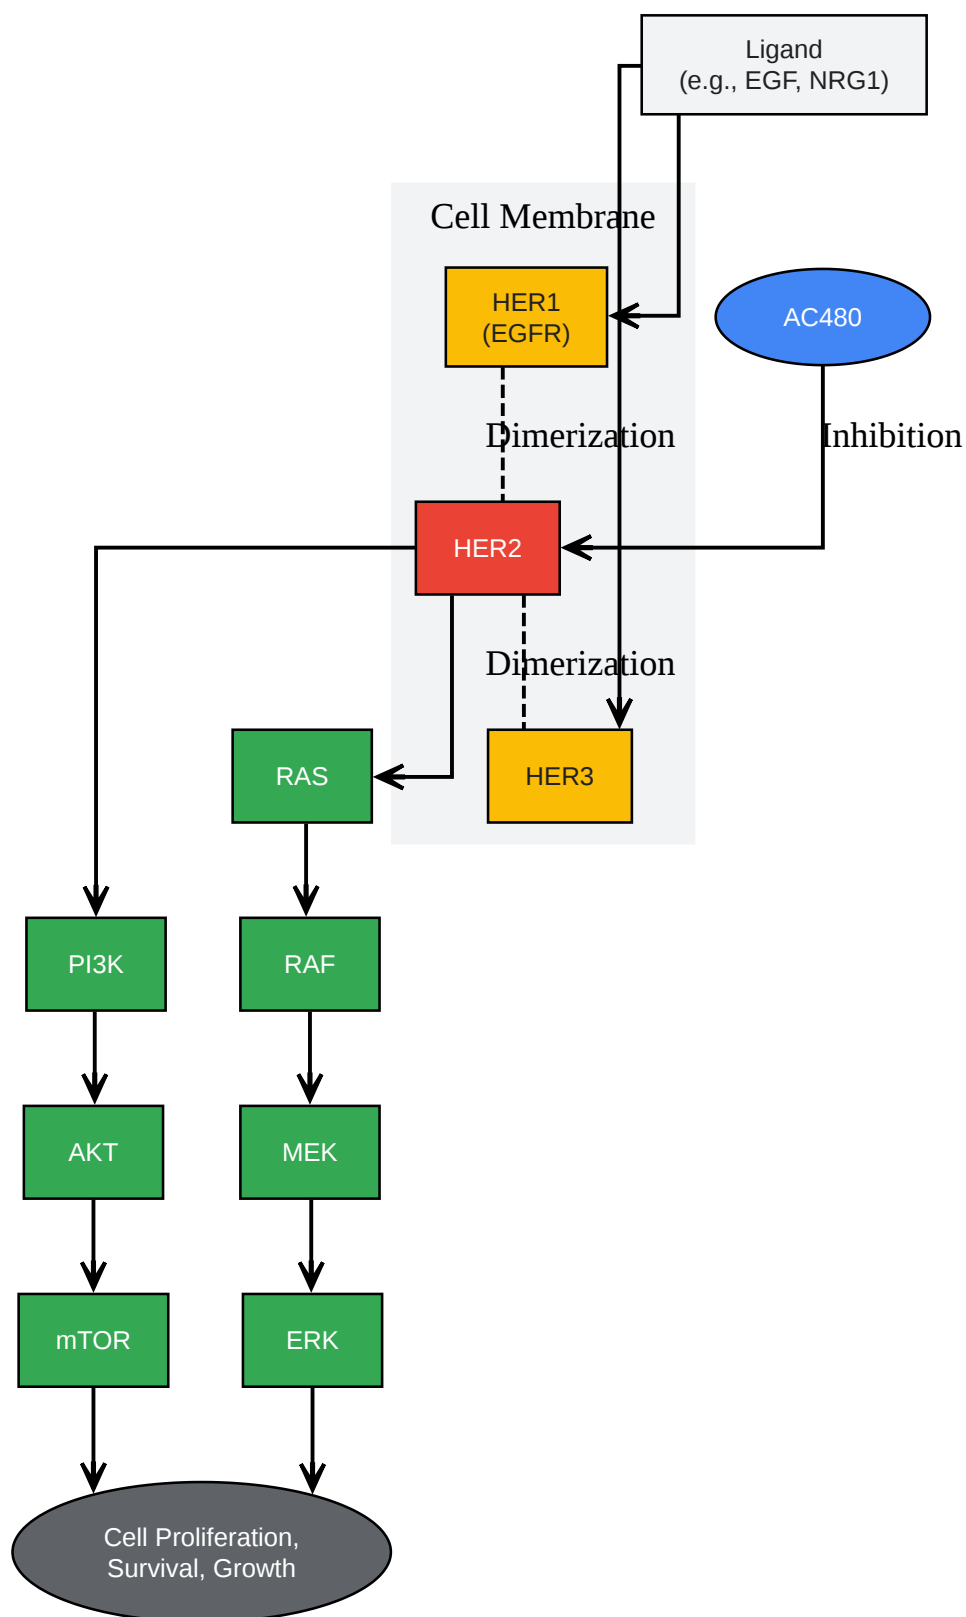 Ligand
(e.g., EGF, NRG1)
Cell Membrane
HER1
(EGFR)
AC480
Dimerization
Inhibition
HER2
Dimerization
RAS
HER3
PI3K
RAF
AKT
MEK
mTOR
ERK
Cell Proliferation,
Survival, Growth